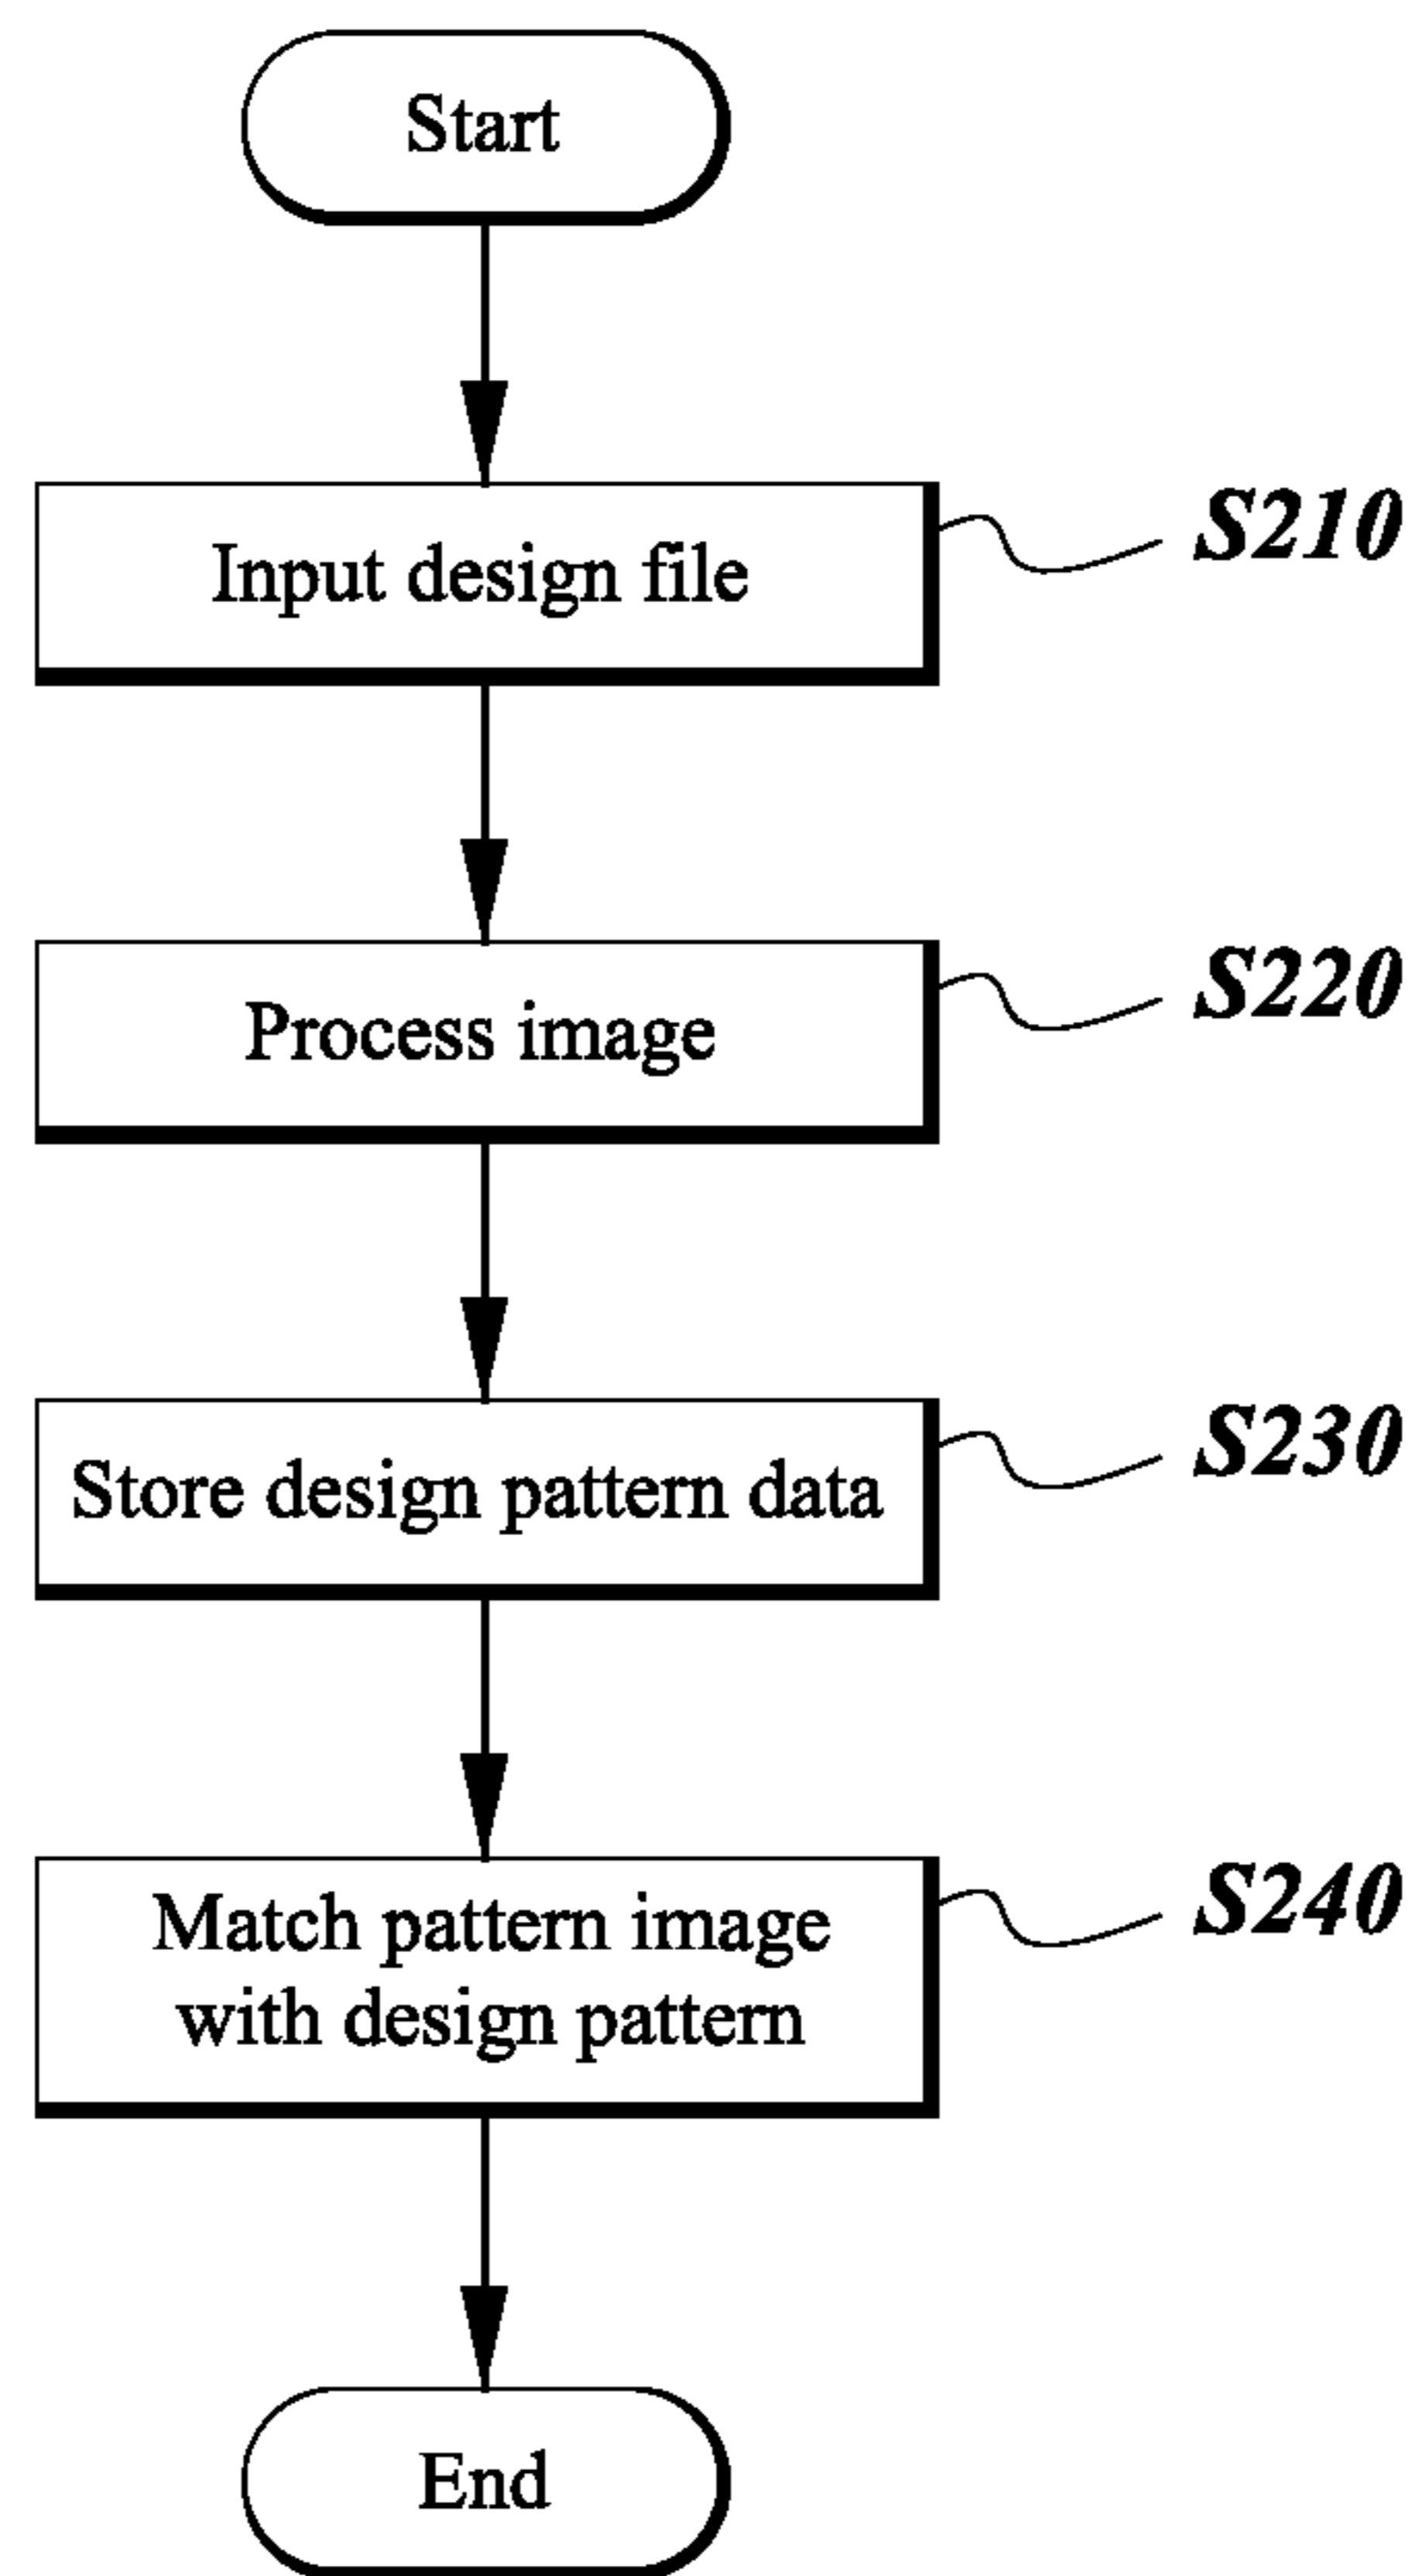 Start
Input design file
S210
Process image
S220
Store design pattern data
S230
Match pattern image
with design pattern
S240
End